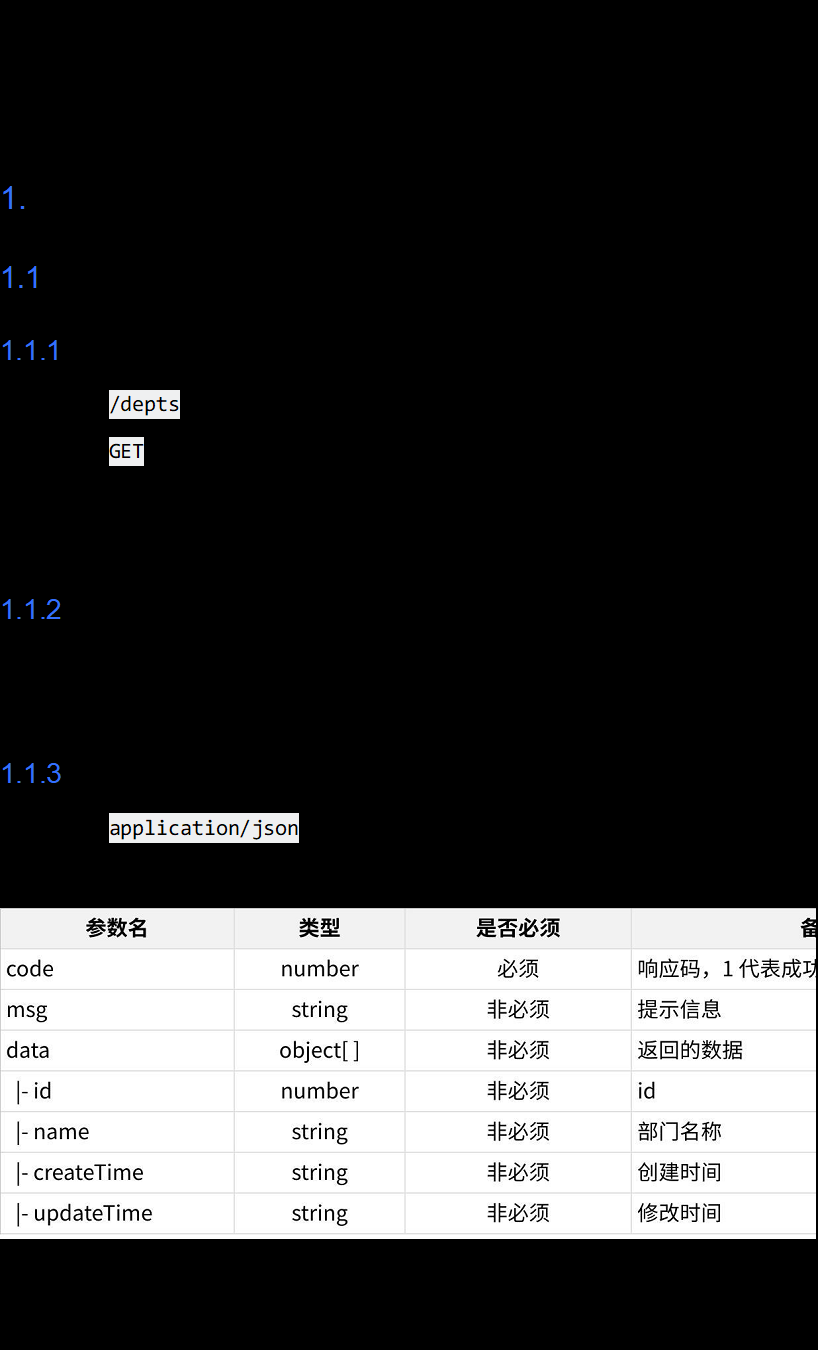 1.
1.1
1.1.1
/depts
GET
1.1.2
1.1.3
application/json
参数名 类型 是否必须
code number 必须 响应码，1 代表成功
msg string 非必须 提示信息
data object[ ] 非必须 返回的数据
|- id number 非必须 id
|- name string 非必须 部门名称
|- createTime string 非必须 创建时间
|- updateTime string 非必须 修改时间